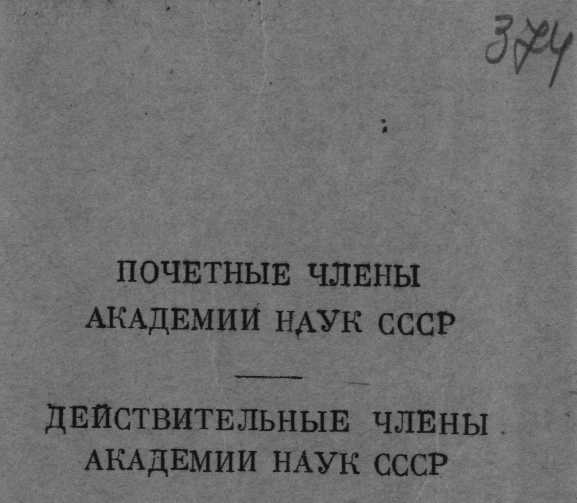 374
ПОЧЕТНЫЕ ЧЛЕНЫ
АКАДЕМИИ НАУК СССР
ДЕЙСТВИТЕЛЬНЫЕ ЧЛЕНЫ
АКАДЕМИИ НАУК СССР